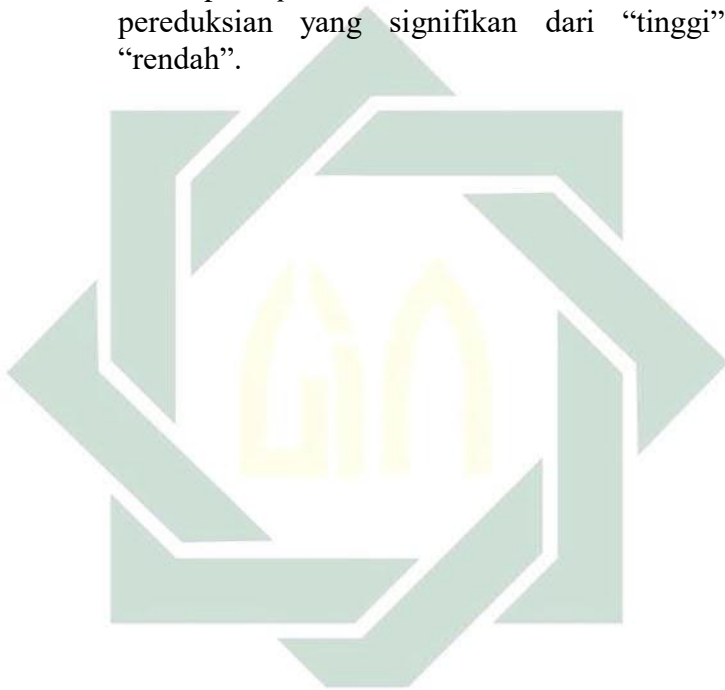 pereduksian yang signifikan dari “tinggi”
“rendah”.